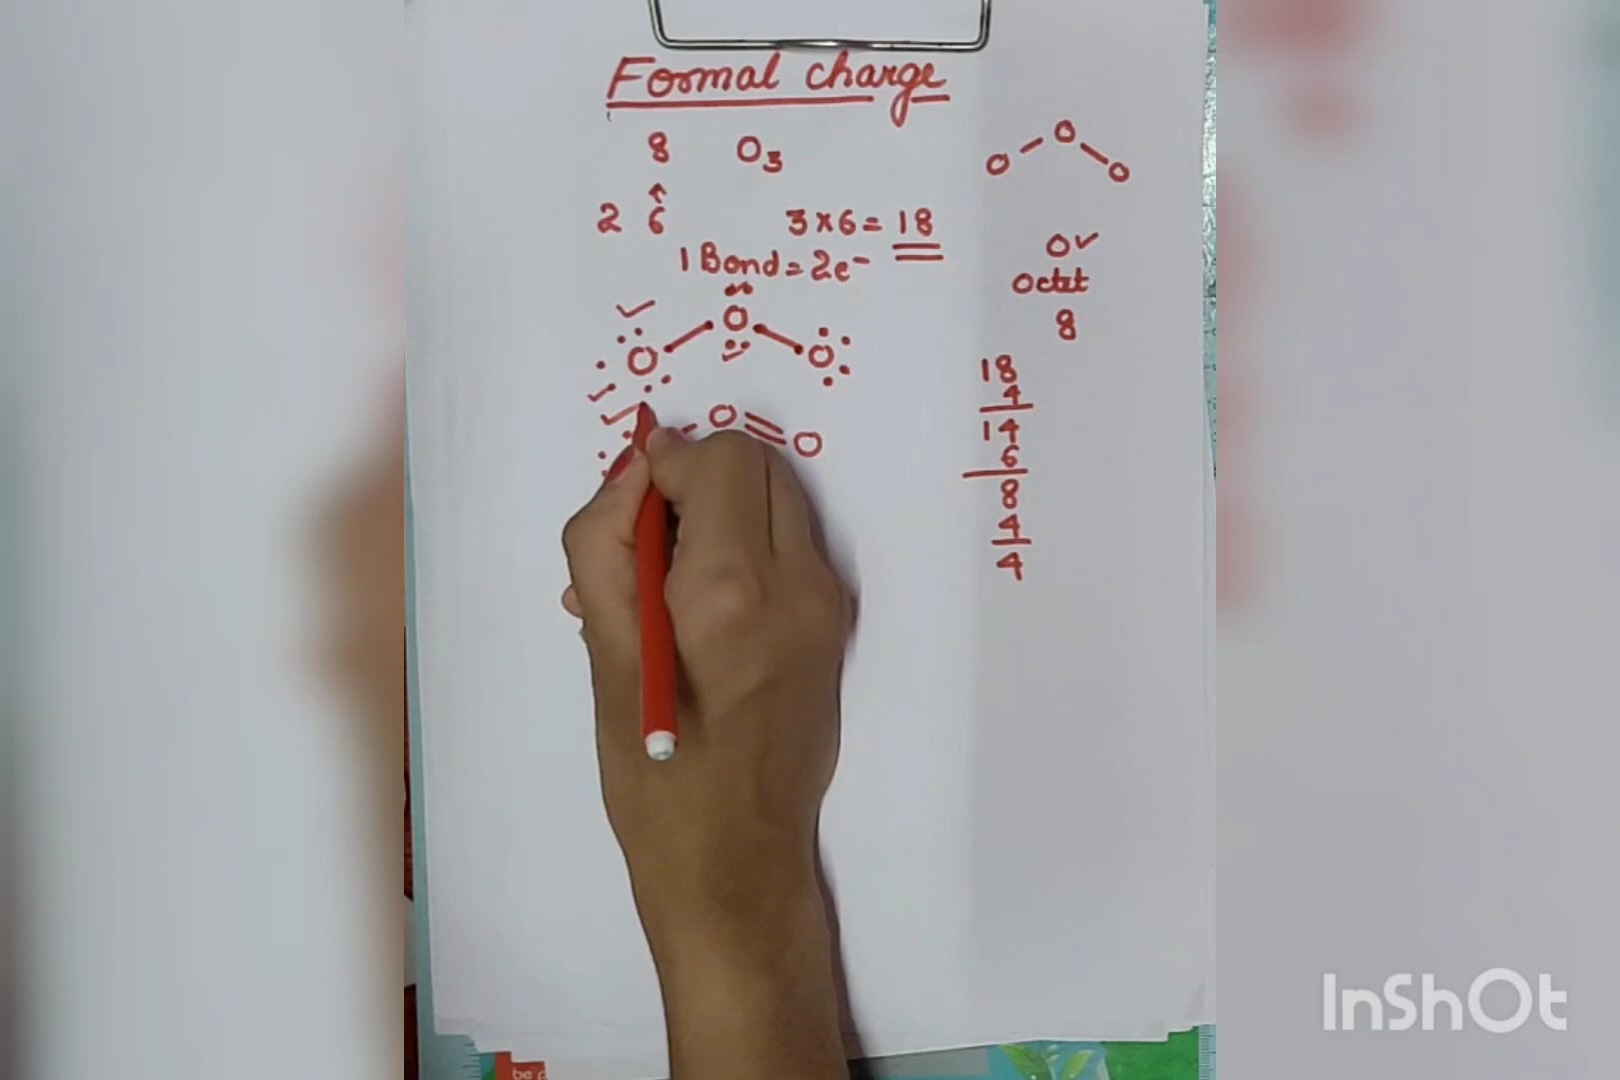 Formal charge
8 O3
2 6 3×6=18
1 Bond=2e-
O
O O
O✓
Octet
8
O
O O
18
4
14
6
8
4
4
O
O
InShOt
be